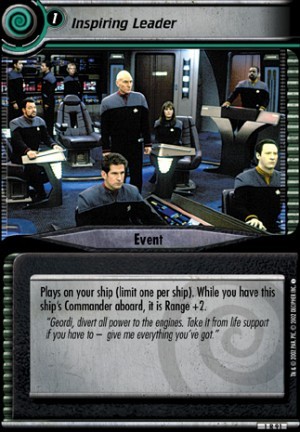 1 Inspiring Leader
Event
Plays on your ship (limit one per ship). While you have this
ship's Commander aboard, it is Range +2.
"Geordi, divert all power to the engines. Take it from life support
if you have to – give me everything you've got."
1 R 91